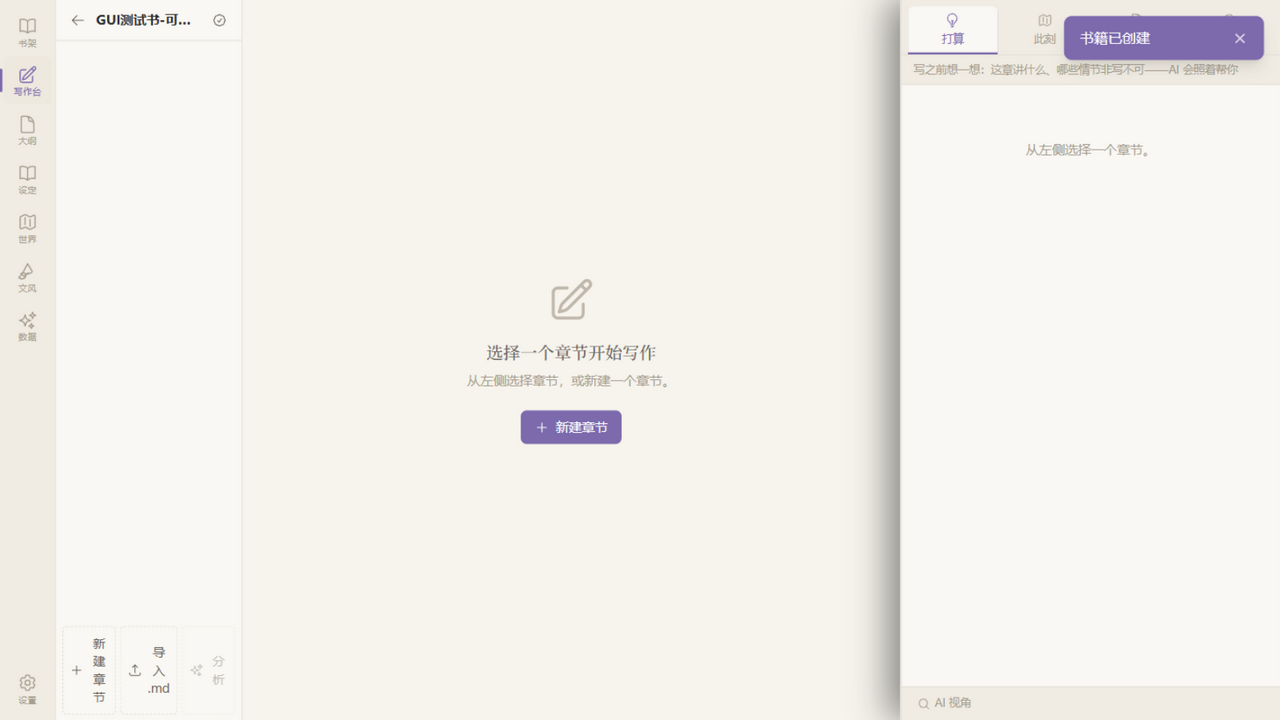 书架
写作台
大纲
设定
世界
文风
数据
设置
GUI测试书-可...
新建章节
导入.md
分析
选择一个章节开始写作
从左侧选择章节，或新建一个章节。
新建章节
打算
此刻
书籍已创建
写之前想一想：这章讲什么、哪些情节非写不可——AI 会照着帮你
从左侧选择一个章节。
AI 视角